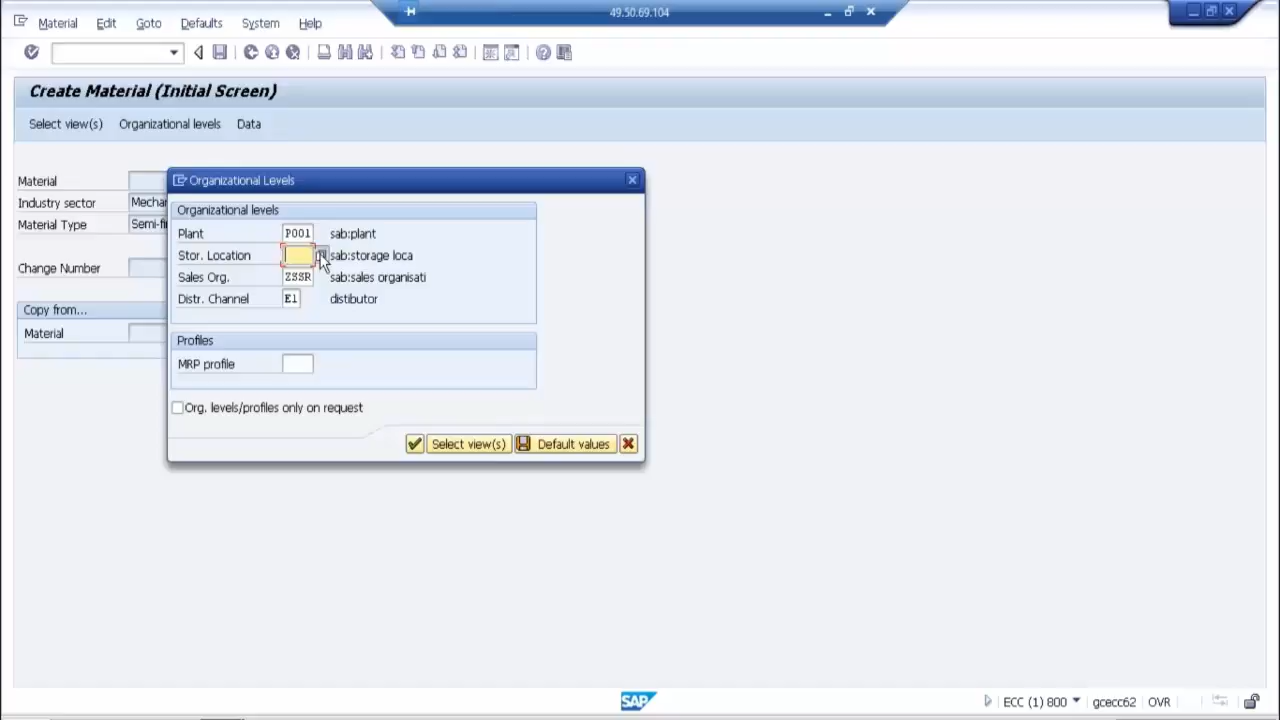 49.50.69.104
Material Edit Goto Defaults System Help
Create Material (Initial Screen)
Select view(s) Organizational levels Data
Material
Industry sector Mechar
Material Type Semi-fi
Change Number
Copy from...
Material
Organizational Levels
Organizational levels
Plant P001 sab:plant
Stor. Location sab:storage loca
Sales Org. ZSSR sab:sales organisati
Distr. Channel E1 distibutor
Profiles
MRP profile
Org. levels/profiles only on request
Select view(s) Default values
SAP
ECC (1) 800 gcecc62 OVR